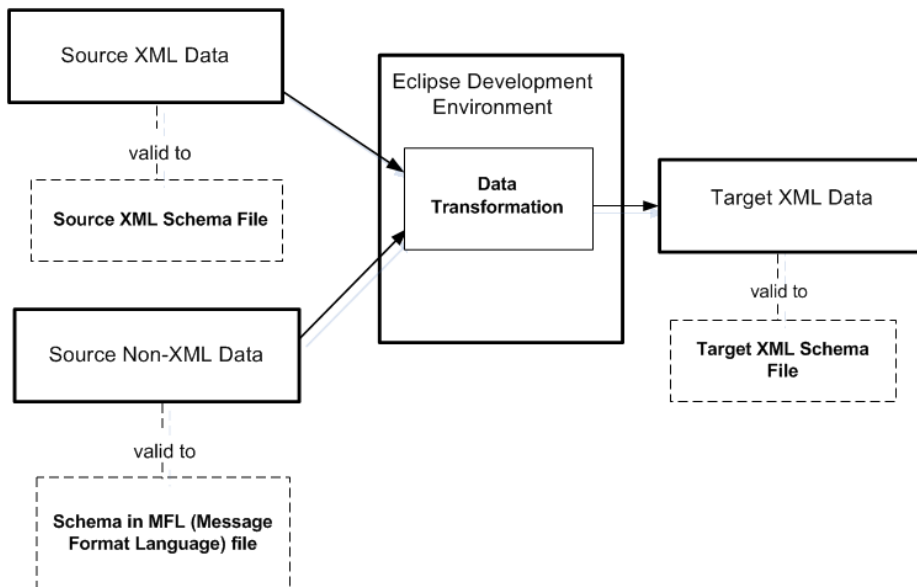 Source XML Data
valid to
Source XML Schema File
Source Non-XML Data
valid to
Schema in MFL (Message
Format Language) file
Eclipse Development
Environment
Data
Transformation
Target XML Data
valid to
Target XML Schema
File